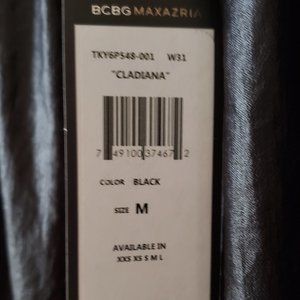 BCBGMAXAZRIA
TKY6P548-001 W31
"CLADIANA"
7 49100 37467 2
COLOR BLACK
SIZE M
AVAILABLE IN
XXS XS S M L